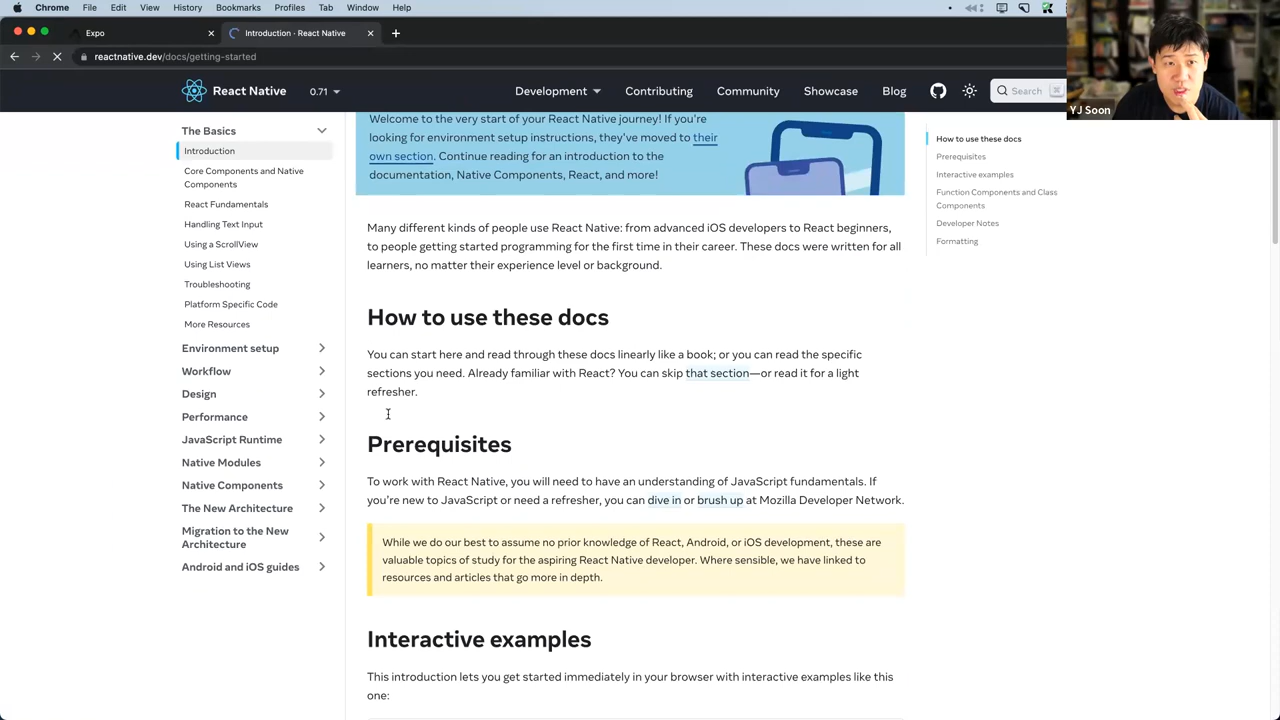 Chrome File Edit View History Bookmarks Profiles Tab Window Help
Expo
Introduction · React Native
reactnative.dev/docs/getting-started
React Native 0.71
Development Contributing Community Showcase Blog
Search
YJ Soon
The Basics
Introduction
Core Components and Native
Components
React Fundamentals
Handling Text Input
Using a ScrollView
Using List Views
Troubleshooting
Platform Specific Code
More Resources
Environment setup
Workflow
Design
Performance
JavaScript Runtime
Native Modules
Native Components
The New Architecture
Migration to the New
Architecture
Android and iOS guides
Welcome to the very start of your React Native journey! If you're
looking for environment setup instructions, they've moved to their
own section. Continue reading for an introduction to the
documentation, Native Components, React, and more!
Many different kinds of people use React Native: from advanced iOS developers to React beginners,
to people getting started programming for the first time in their career. These docs were written for all
learners, no matter their experience level or background.
How to use these docs
You can start here and read through these docs linearly like a book; or you can read the specific
sections you need. Already familiar with React? You can skip that section—or read it for a light
refresher.
Prerequisites
To work with React Native, you will need to have an understanding of JavaScript fundamentals. If
you're new to JavaScript or need a refresher, you can dive in or brush up at Mozilla Developer Network.
While we do our best to assume no prior knowledge of React, Android, or iOS development, these are
valuable topics of study for the aspiring React Native developer. Where sensible, we have linked to
resources and articles that go more in depth.
Interactive examples
This introduction lets you get started immediately in your browser with interactive examples like this
one:
How to use these docs
Prerequisites
Interactive examples
Function Components and Class
Components
Developer Notes
Formatting